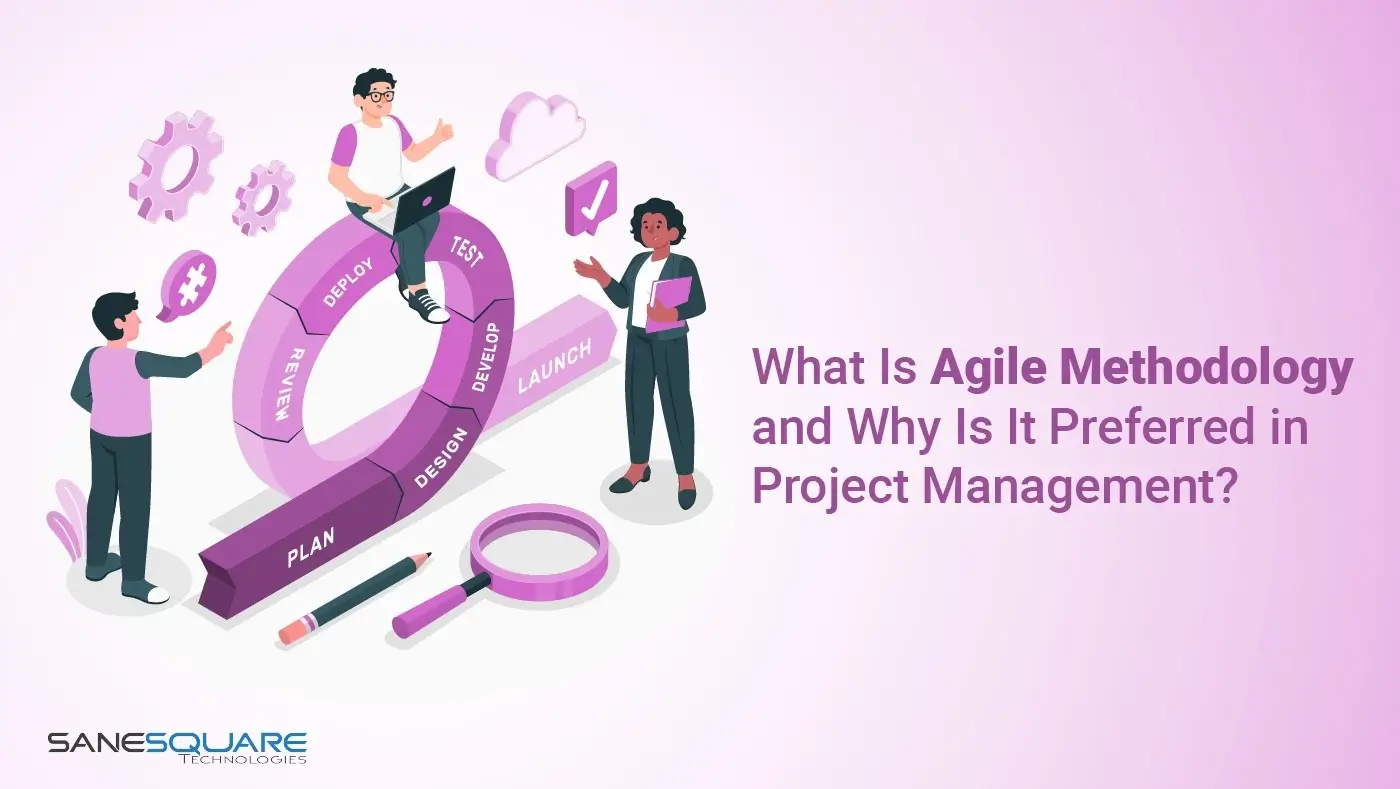 DEPLOY
TEST
REVIEW
DEVELOP
LAUNCH
DESIGN
PLAN
What Is Agile Methodology
and Why Is It Preferred in
Project Management?
SANESQUARE
TECHNOLOGIES